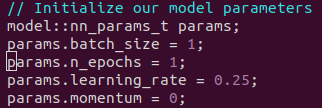 // Initialize our model parameters
model::nn_params_t params;
params.batch_size = 1;
params.n_epochs = 1;
params.learning_rate = 0.25;
params.momentum = 0;